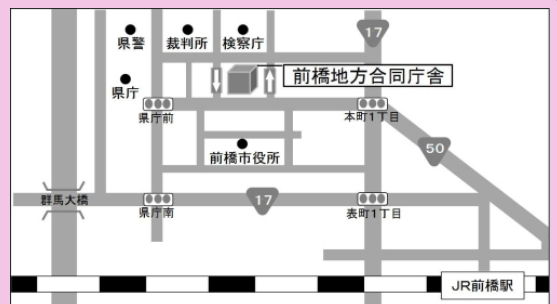 17
県警
裁判所
検察庁
前橋地方合同庁舎
県庁
県庁前
本町1丁目
50
前橋市役所
群馬大橋
県庁南
17
表町1丁目
JR前橋駅